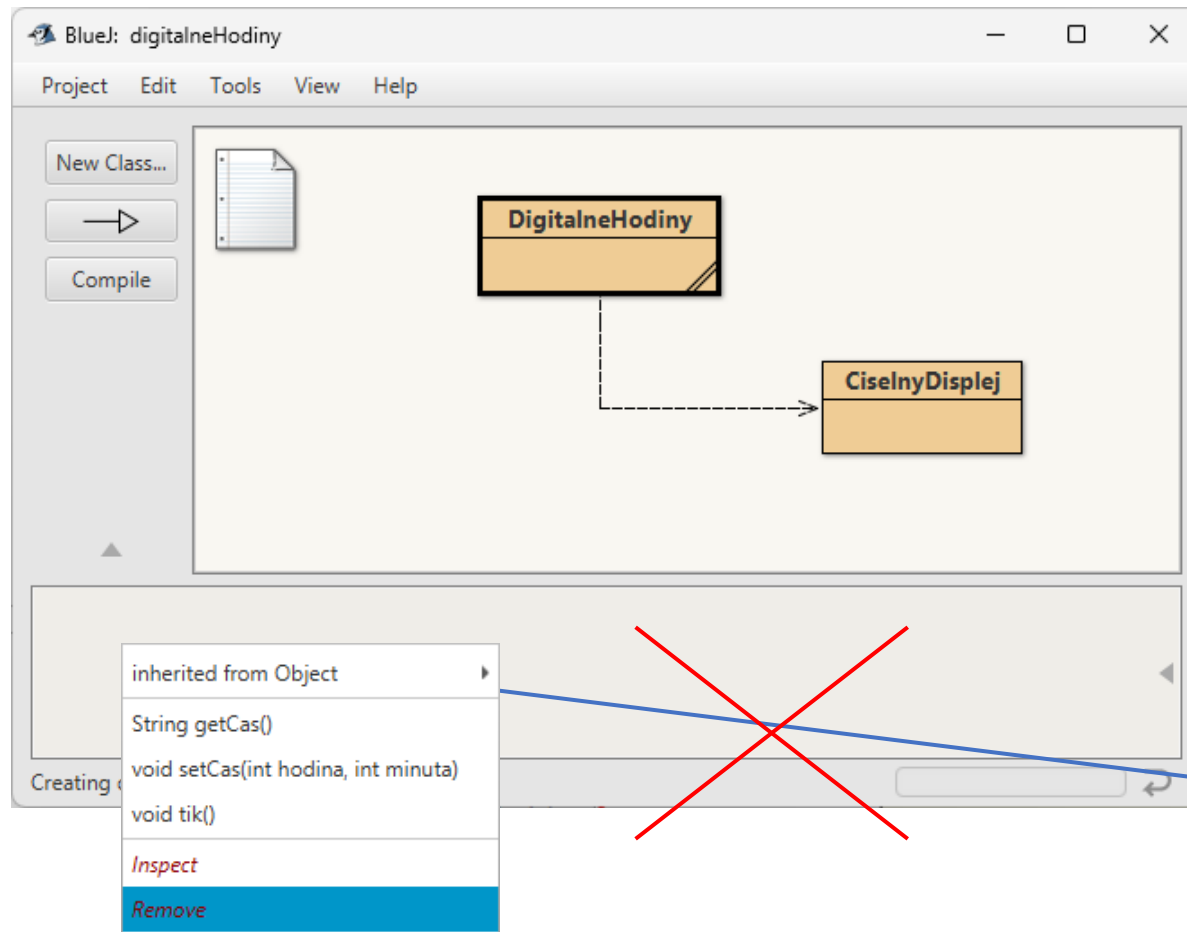 BlueJ: digitalneHodiny
Project Edit Tools View Help
New Class...
Compile
DigitalneHodiny
CiselnyDisplej
inherited from Object
String getCas()
void setCas(int hodina, int minuta)
void tik()
Inspect
Remove
Creating